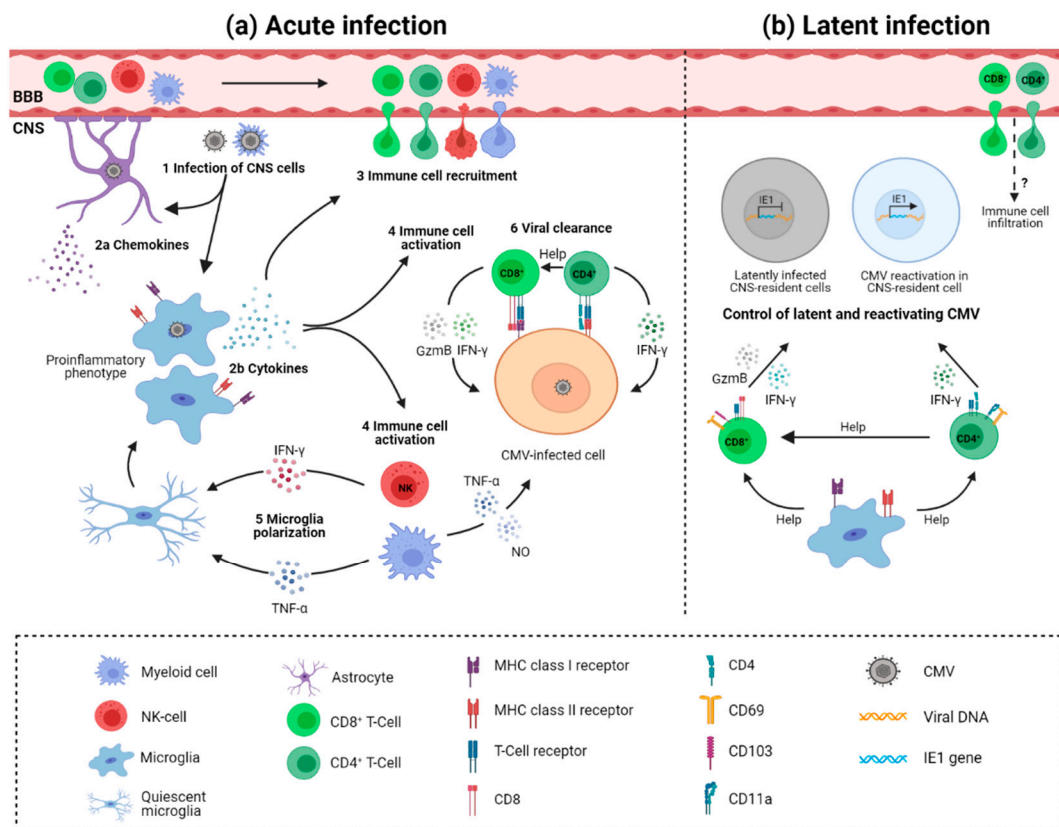 (a) Acute infection
BBB
CNS
1 Infection of CNS cells
3 Immune cell recruitment
2a Chemokines
4 Immune cell
activation
6 Viral clearance
Help
CD8⁺
CD4⁺
GzmB
IFN-γ
IFN-γ
Proinflammatory
phenotype
2b Cytokines
4 Immune cell
activation
CMV-infected cell
IFN-γ
NK
TNF-α
5 Microglia
polarization
NO
TNF-α
(b) Latent infection
CD8⁺
CD4⁺
?
Immune cell
infiltration
IE1
IE1
Latently infected
CNS-resident cells
CMV reactivation in
CNS-resident cell
Control of latent and reactivating CMV
GzmB
IFN-γ
IFN-γ
CD8⁺
Help
CD4⁺
Help
Help
Myeloid cell
NK-cell
Microglia
Quiescent
microglia
Astrocyte
CD8⁺ T-Cell
CD4⁺ T-Cell
MHC class I receptor
MHC class II receptor
T-Cell receptor
CD8
CD4
CD69
CD103
CD11a
CMV
Viral DNA
IE1 gene